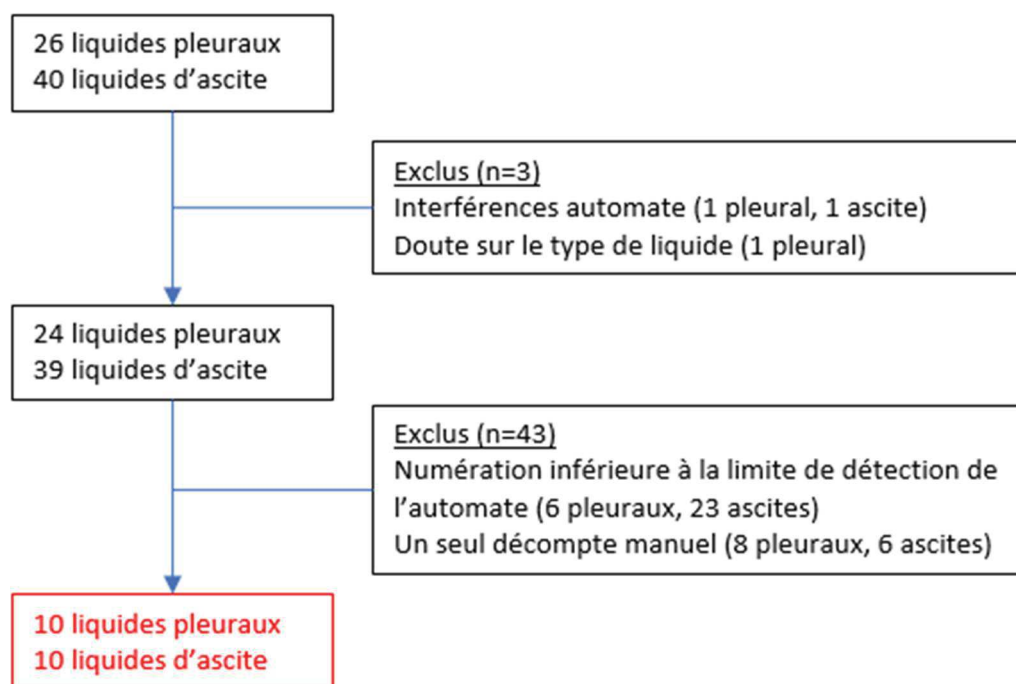 26 liquides pleuraux
40 liquides d'ascite
Exclus (n=3)
Interférences automate (1 pleural, 1 ascite)
Doute sur le type de liquide (1 pleural)
24 liquides pleuraux
39 liquides d'ascite
Exclus (n=43)
Numération inférieure à la limite de détection de
l'automate (6 pleuraux, 23 ascites)
Un seul décompte manuel (8 pleuraux, 6 ascites)
10 liquides pleuraux
10 liquides d'ascite